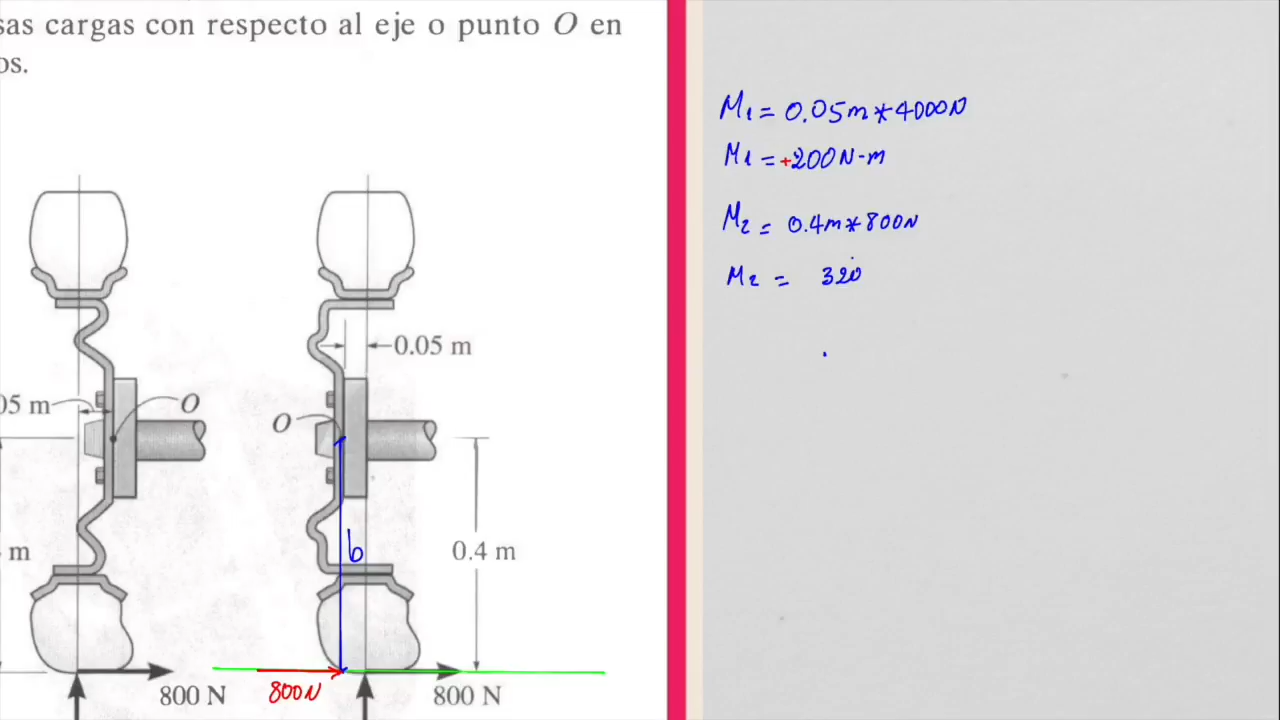 sas cargas con respecto al eje o punto O en
os.
M1 = 0.05m*4000N
M1 = +200N-m
M2 = 0.4m*800N
M2 = 320
0.05 m
05 m
O
O
b
m
0.4 m
800 N
800N
800 N